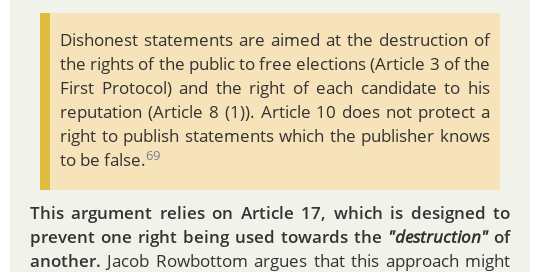 Dishonest statements are aimed at the destruction of
the rights of the public to free elections (Article 3 of the
First Protocol) and the right of each candidate to his
reputation (Article 8 (1)). Article 10 does not protect a
right to publish statements which the publisher knows
to be false.69
This argument relies on Article 17, which is designed to
prevent one right being used towards the "destruction" of
another. Jacob Rowbottom argues that this approach might